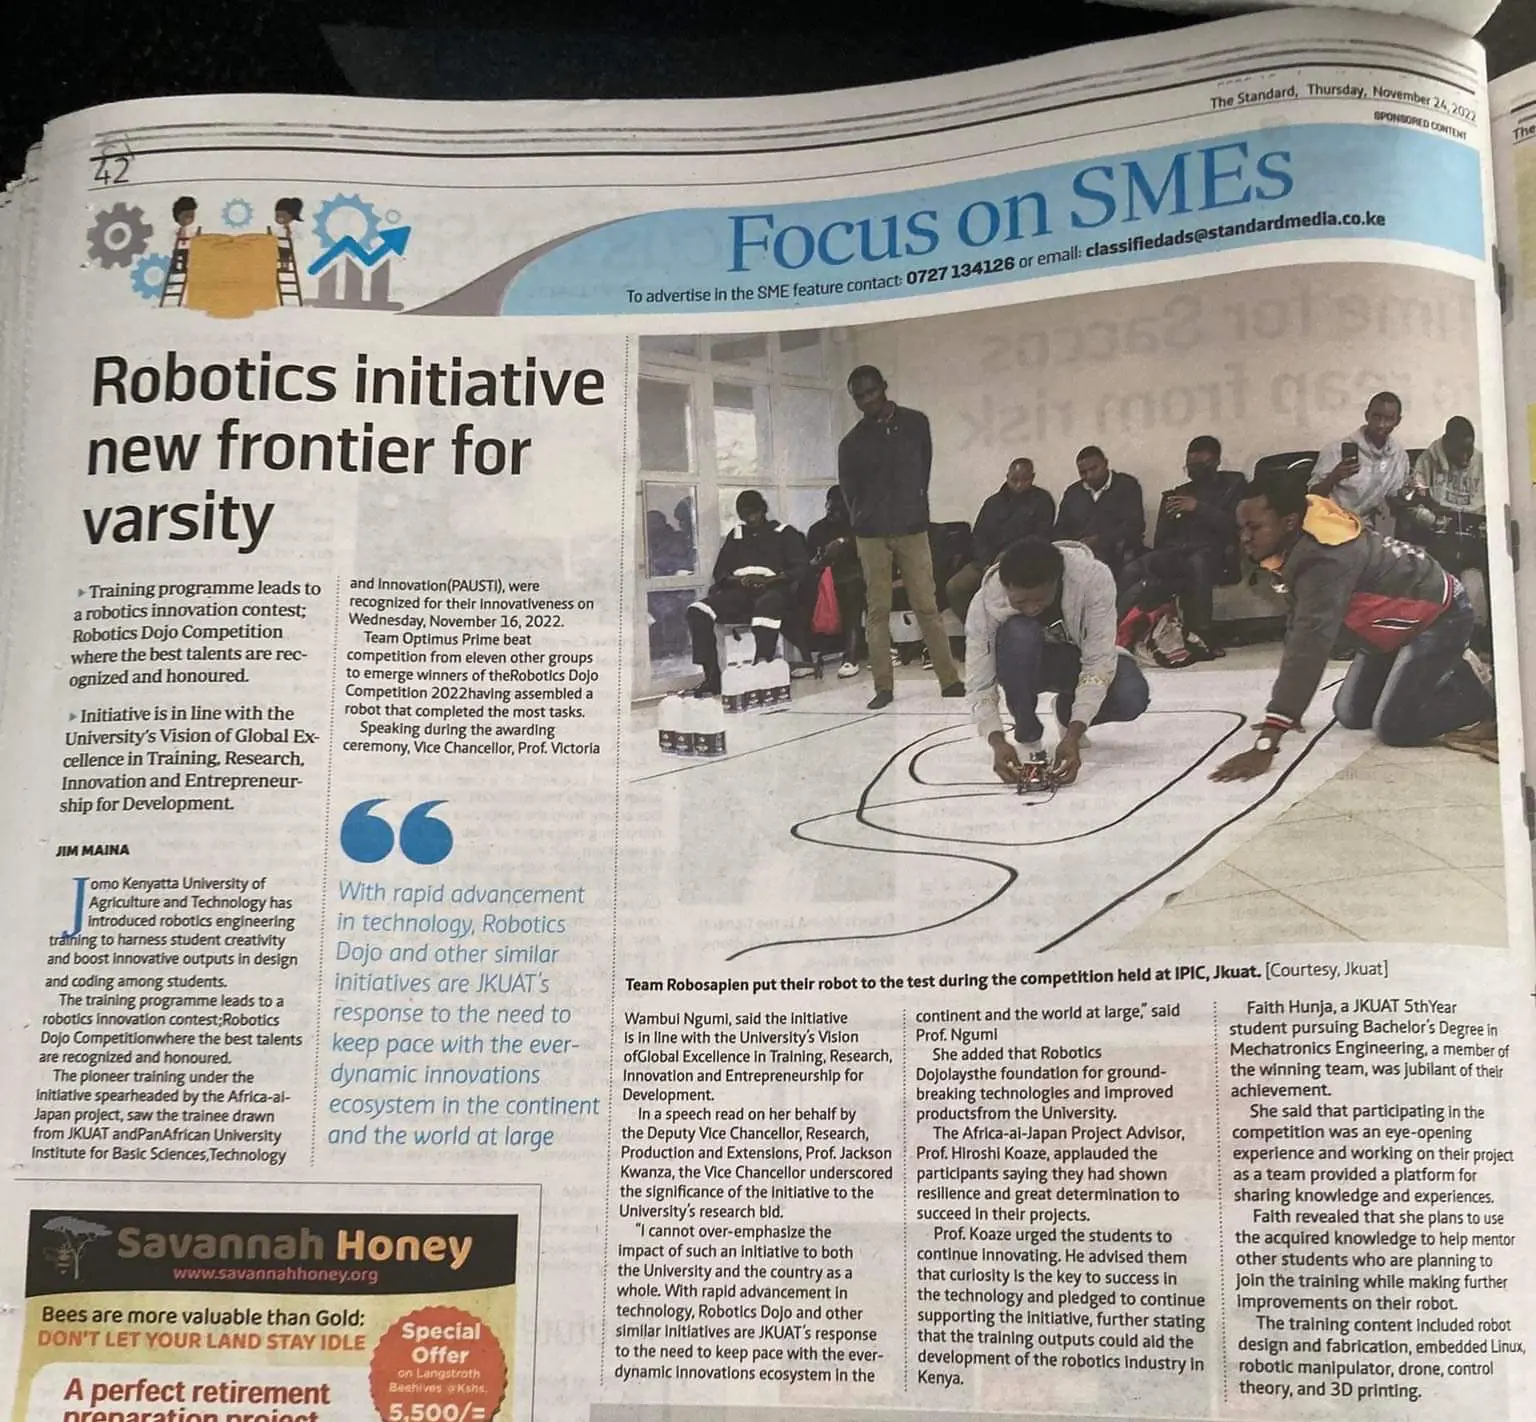 42
The Standard, Thursday, November 24, 2022
SPONSORED CONTENT
Focus on SMEs
To advertise in the SME feature contact: 0727 134126 or email: classifiedads@standardmedia.co.ke
Robotics initiative
new frontier for
varsity
▸ Training programme leads to
a robotics innovation contest;
Robotics Dojo Competition
where the best talents are rec-
ognized and honoured.
▸ Initiative is in line with the
University's Vision of Global Ex-
cellence in Training, Research,
Innovation and Entrepreneur-
ship for Development.
JIM MAINA
Jomo Kenyatta University of
Agriculture and Technology has
introduced robotics engineering
training to harness student creativity
and boost innovative outputs in design
and coding among students.
The training programme leads to a
robotics innovation contest;Robotics
Dojo Competitionwhere the best talents
are recognized and honoured.
The pioneer training under the
initiative spearheaded by the Africa-ai-
Japan project, saw the trainee drawn
from JKUAT andPanAfrican University
Institute for Basic Sciences,Technology
and Innovation(PAUSTI), were
recognized for their innovativeness on
Wednesday, November 16, 2022.
Team Optimus Prime beat
competition from eleven other groups
to emerge winners of theRobotics Dojo
Competition 2022having assembled a
robot that completed the most tasks.
Speaking during the awarding
ceremony, Vice Chancellor, Prof. Victoria
“
With rapid advancement
in technology, Robotics
Dojo and other similar
initiatives are JKUAT's
response to the need to
keep pace with the ever-
dynamic innovations
ecosystem in the continent
and the world at large
Team Robosapien put their robot to the test during the competition held at IPIC, Jkuat. [Courtesy, Jkuat]
Wambui Ngumi, said the initiative
is in line with the University's Vision
ofGlobal Excellence in Training, Research,
Innovation and Entrepreneurship for
Development.
In a speech read on her behalf by
the Deputy Vice Chancellor, Research,
Production and Extensions, Prof. Jackson
Kwanza, the Vice Chancellor underscored
the significance of the initiative to the
University's research bid.
“I cannot over-emphasize the
impact of such an initiative to both
the University and the country as a
whole. With rapid advancement in
technology, Robotics Dojo and other
similar initiatives are JKUAT's response
to the need to keep pace with the ever-
dynamic innovations ecosystem in the
continent and the world at large,” said
Prof. Ngumi
She added that Robotics
Dojolaysthe foundation for ground-
breaking technologies and improved
productsfrom the University.
The Africa-ai-Japan Project Advisor,
Prof. Hiroshi Koaze, applauded the
participants saying they had shown
resilience and great determination to
succeed in their projects.
Prof. Koaze urged the students to
continue innovating. He advised them
that curiosity is the key to success in
the technology and pledged to continue
supporting the initiative, further stating
that the training outputs could aid the
development of the robotics industry in
Kenya.
Faith Hunja, a JKUAT 5thYear
student pursuing Bachelor's Degree in
Mechatronics Engineering, a member of
the winning team, was jubilant of their
achievement.
She said that participating in the
competition was an eye-opening
experience and working on their project
as a team provided a platform for
sharing knowledge and experiences.
Faith revealed that she plans to use
the acquired knowledge to help mentor
other students who are planning to
join the training while making further
improvements on their robot.
The training content included robot
design and fabrication, embedded Linux,
robotic manipulator, drone, control
theory, and 3D printing.
Savannah Honey
www.savannahhoney.org
Bees are more valuable than Gold:
DON'T LET YOUR LAND STAY IDLE
Special
Offer
on Langstroth
Beehives @Kshs.
5,500/=
A perfect retirement
preparation project
The